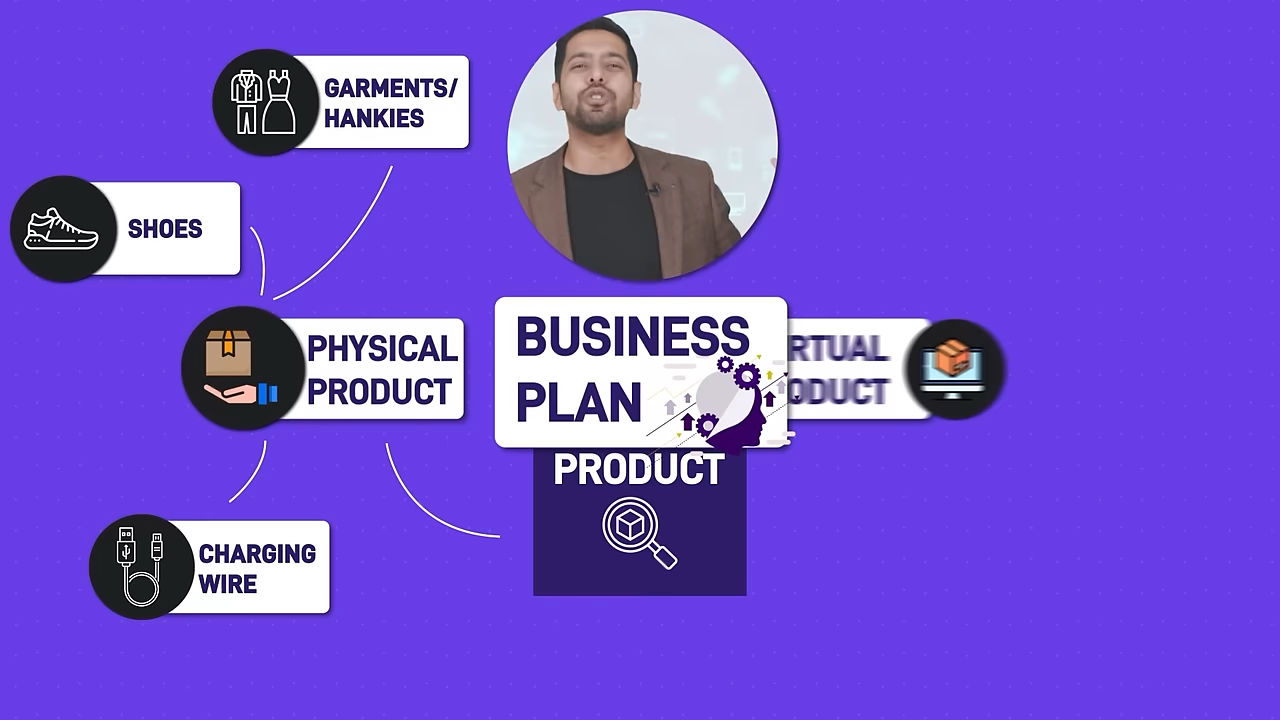 GARMENTS/
HANKIES
SHOES
PHYSICAL
PRODUCT
BUSINESS
PLAN
PRODUCT
CHARGING
WIRE